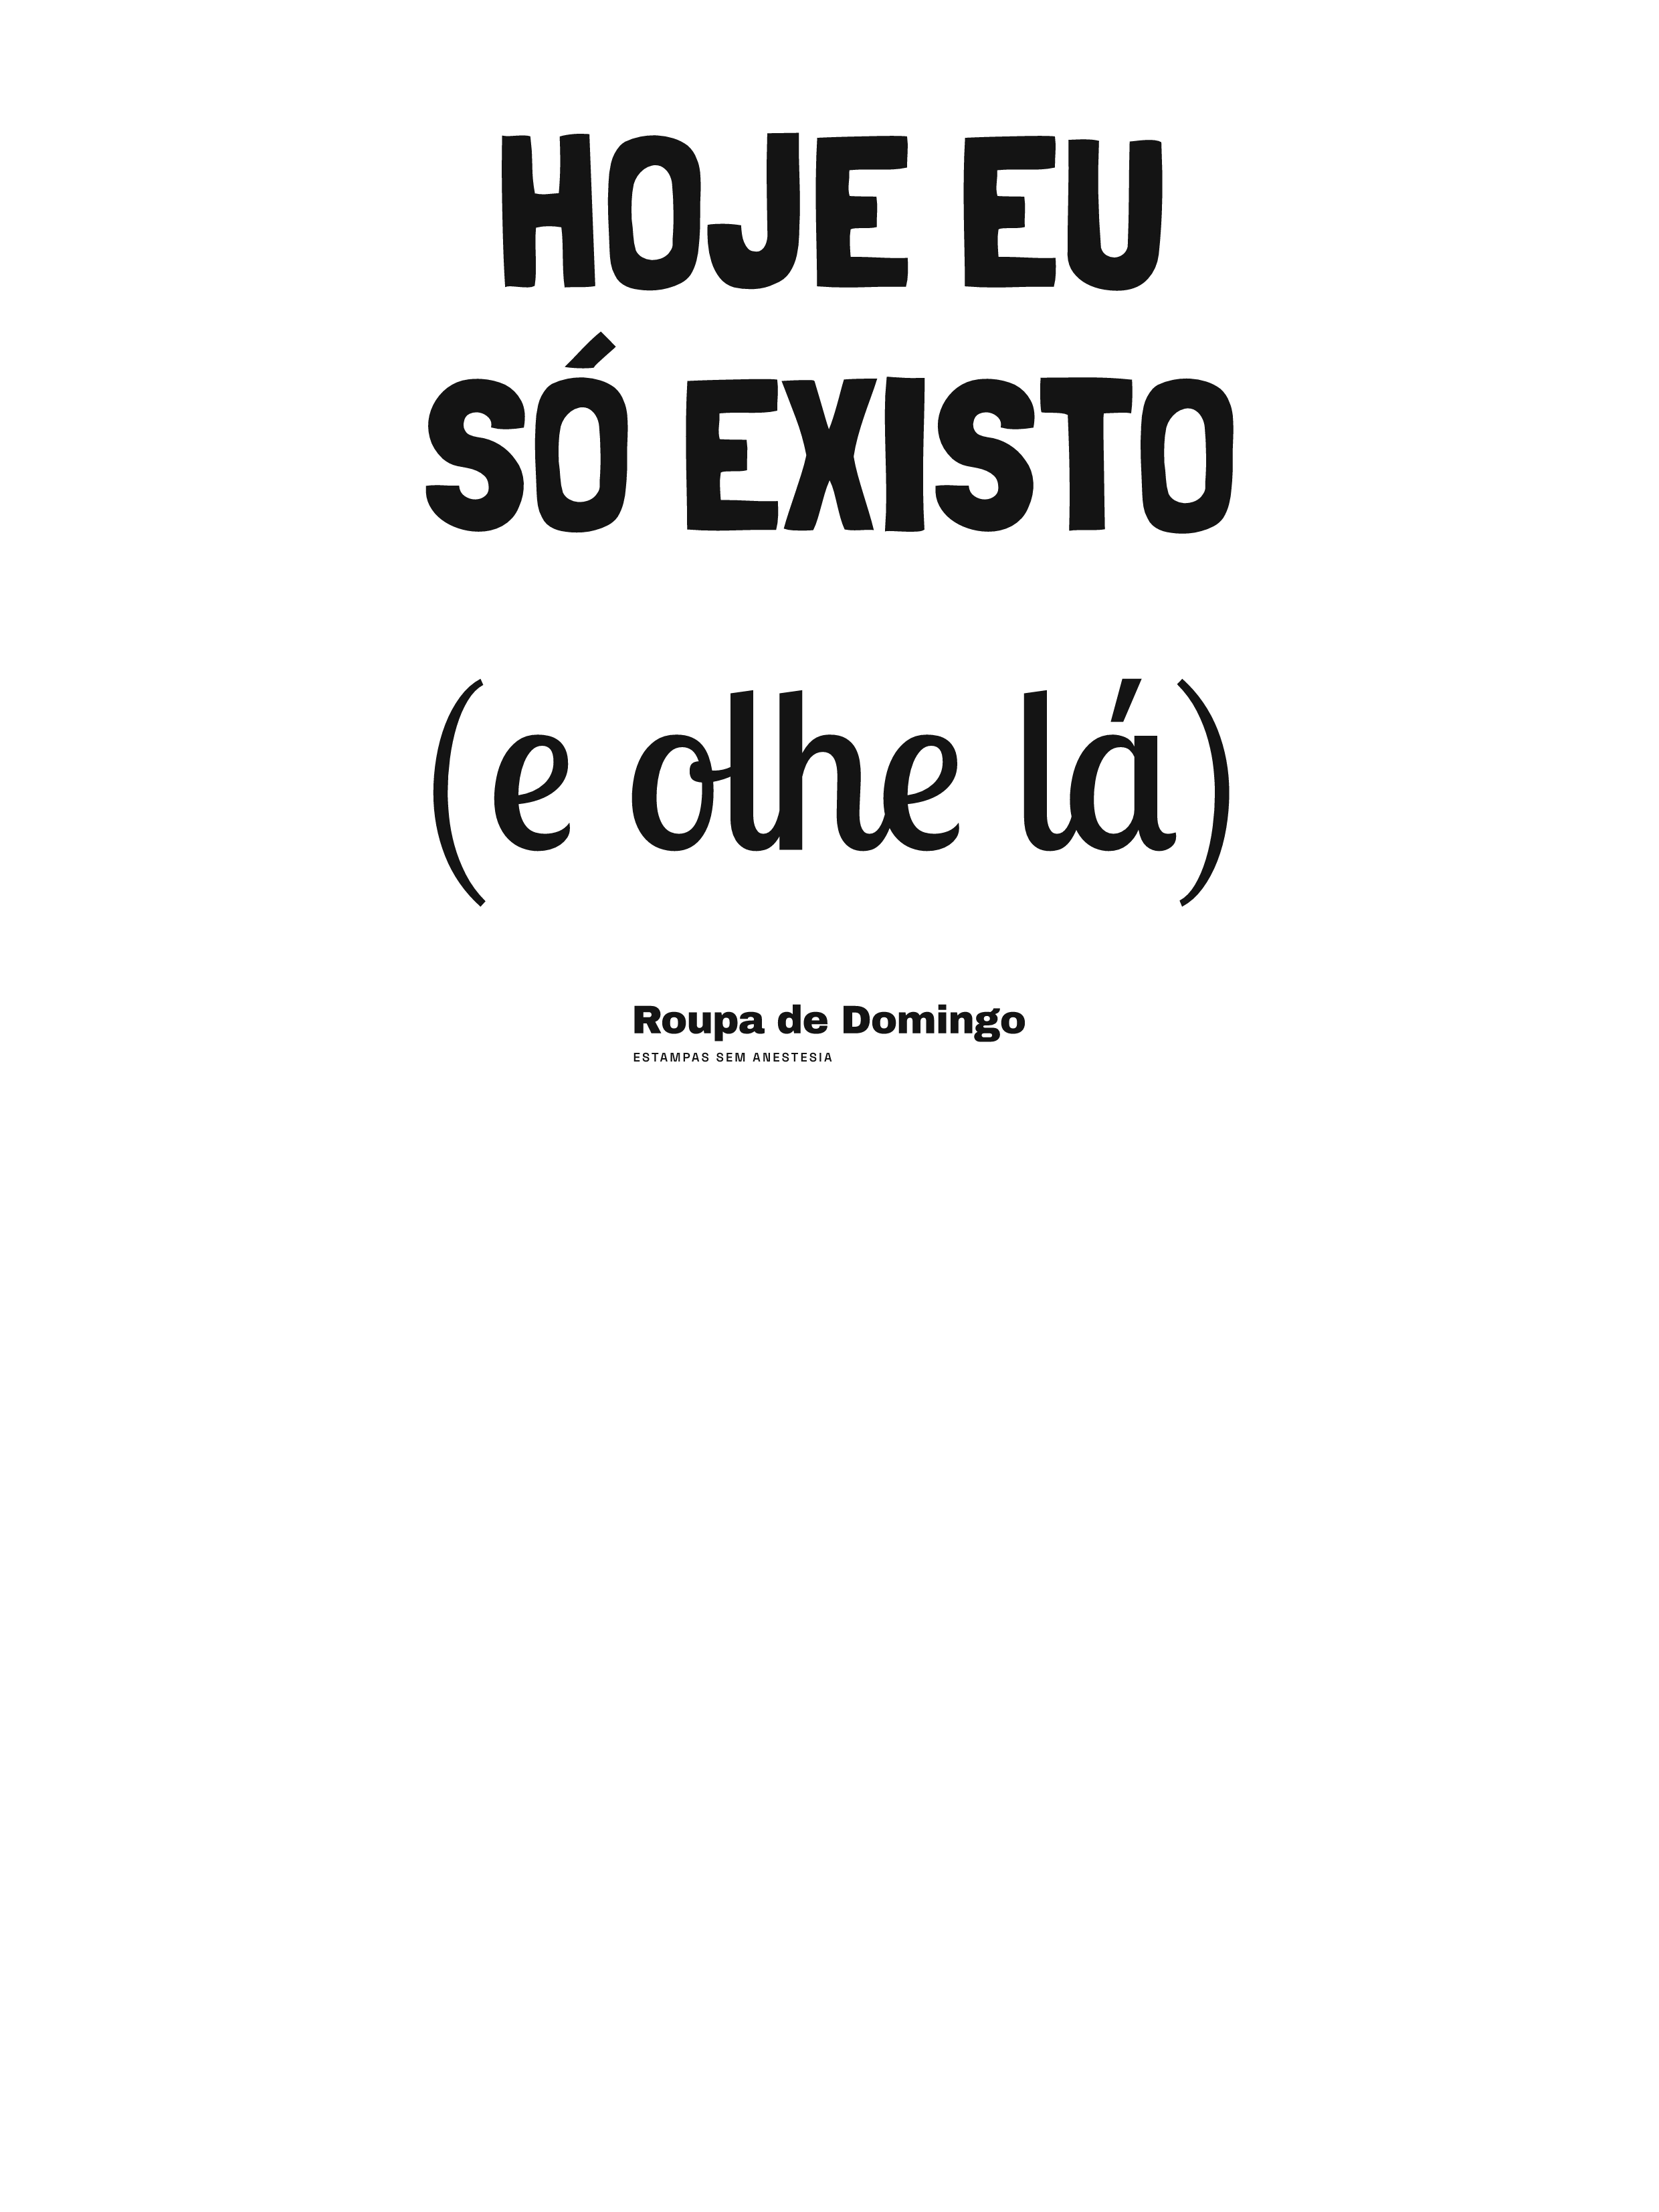 HOJE EU
SÓ EXISTO
(e olhe lá)
Roupa de Domingo
ESTAMPAS SEM ANESTESIA